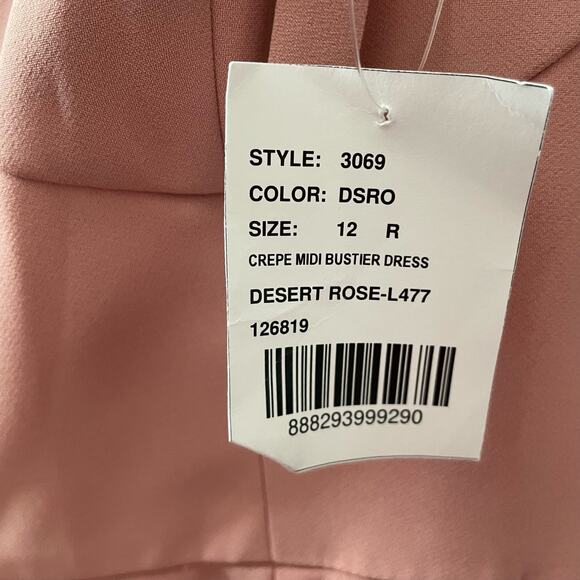 STYLE: 3069
COLOR: DSRO
SIZE: 12 R
CREPE MIDI BUSTIER DRESS
DESERT ROSE-L477
126819
888293999290